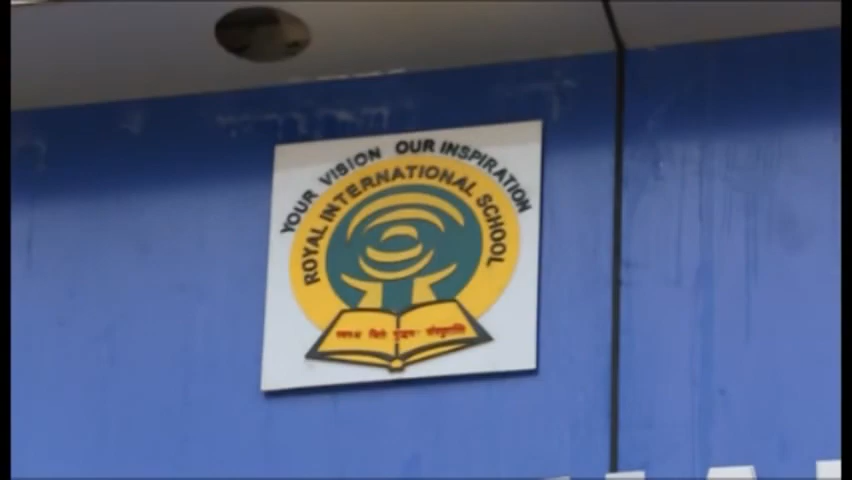 YOUR VISION OUR INSPIRATION
ROYAL INTERNATIONAL SCHOOL